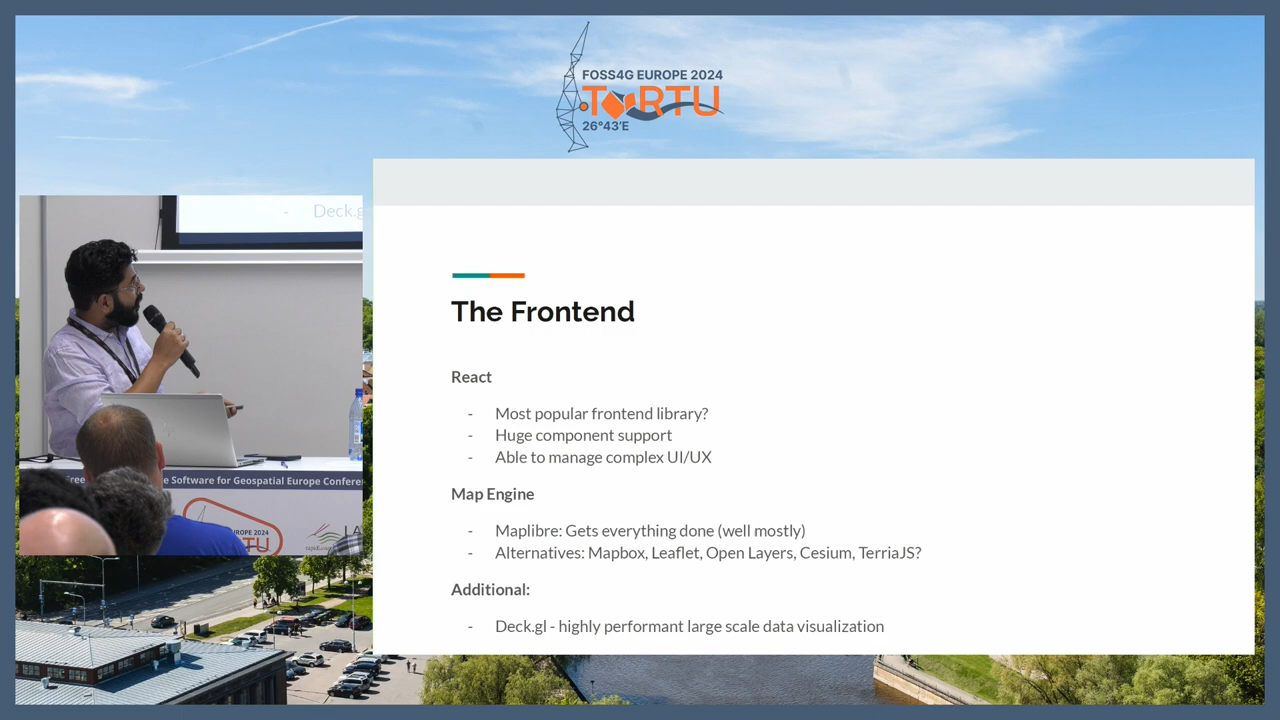 FOSS4G EUROPE 2024
TARTU
26°43'E
- Deck.g
Software for Geospatial Europe Confere
ROPE 2024
TU
The Frontend
React
- Most popular frontend library?
- Huge component support
- Able to manage complex UI/UX
Map Engine
- Maplibre: Gets everything done (well mostly)
- Alternatives: Mapbox, Leaflet, Open Layers, Cesium, TerriaJS?
Additional:
- Deck.gl - highly performant large scale data visualization